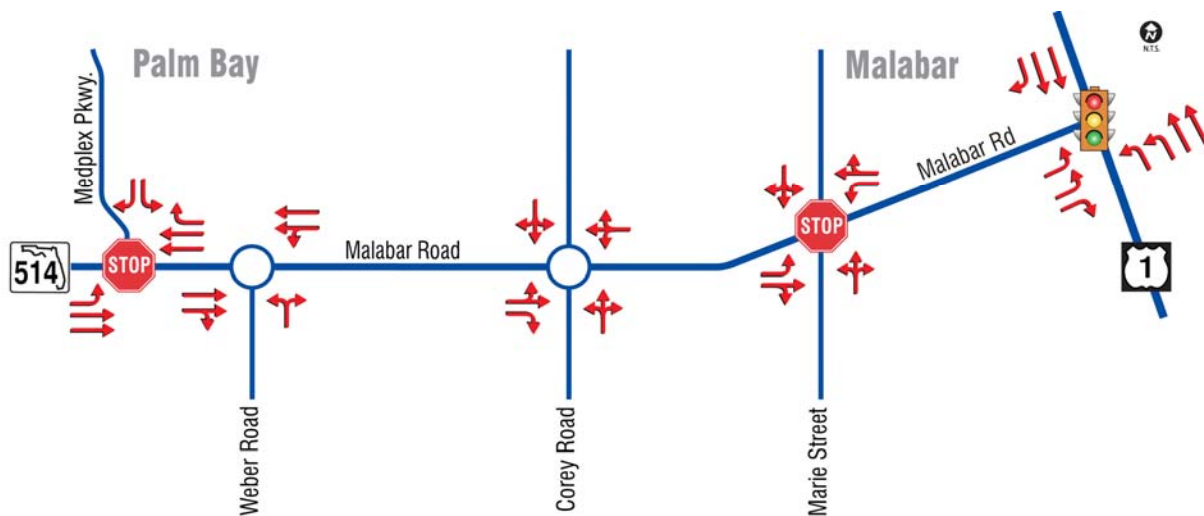 Palm Bay
Malabar
N
N.T.S.
Medplex Pkwy.
Malabar Rd
STOP
514
STOP
Malabar Road
1
Weber Road
Corey Road
Marie Street